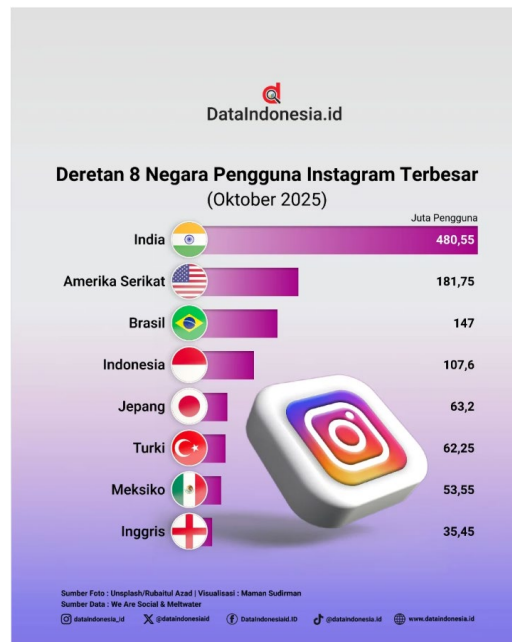 DataIndonesia.id
Deretan 8 Negara Pengguna Instagram Terbesar
(Oktober 2025)
Juta Pengguna
India 480,55
Amerika Serikat 181,75
Brasil 147
Indonesia 107,6
Jepang 63,2
Turki 62,25
Meksiko 53,55
Inggris 35,45
Sumber Foto : Unsplash/Rubaitul Azad | Visualisasi : Maman Sudirman
Sumber Data : We Are Social & Meltwater
dataindonesia_id @dataindonesiaid DataIndonesiaid.ID @dataindonesia.id www.dataindonesia.id